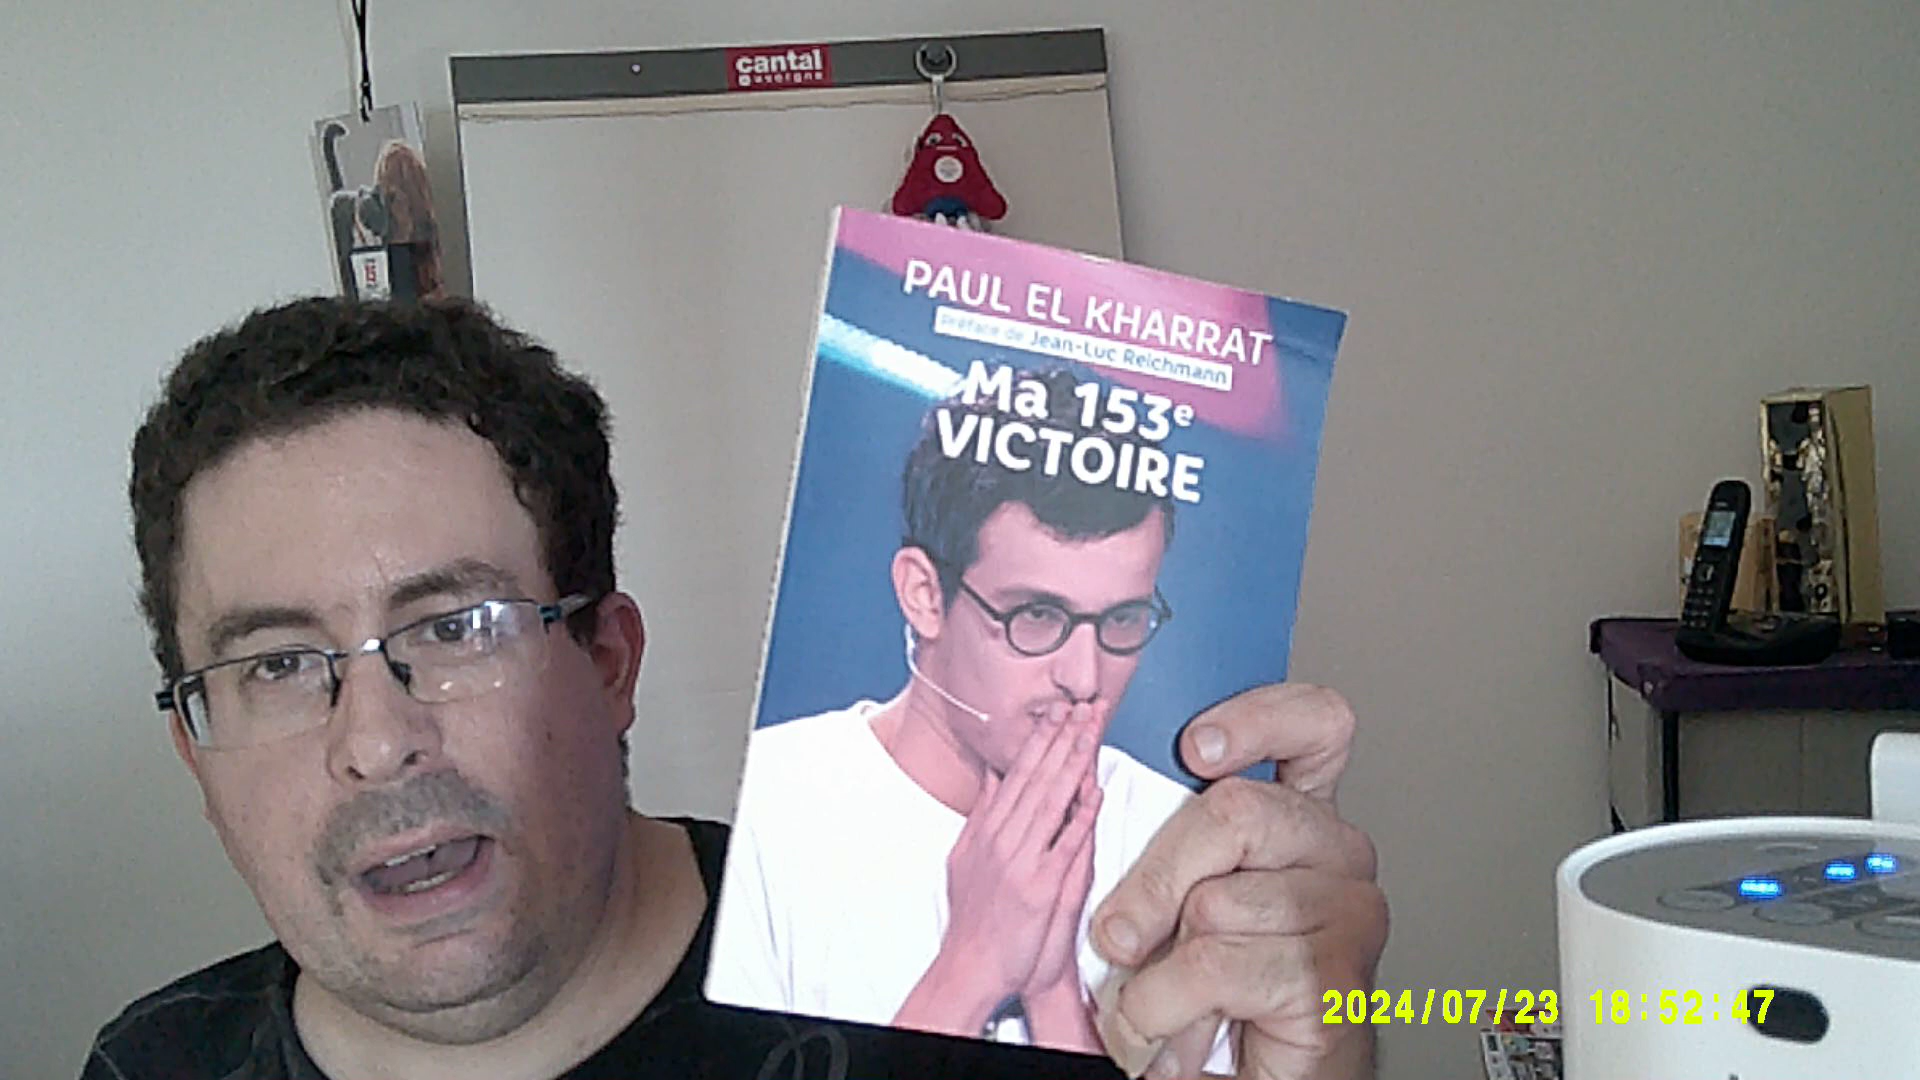 cantal
auvergne
15
PAUL EL KHARRAT
Préface de Jean-Luc Reichmann
Ma 153e
VICTOIRE
2024/07/23 18:52:47